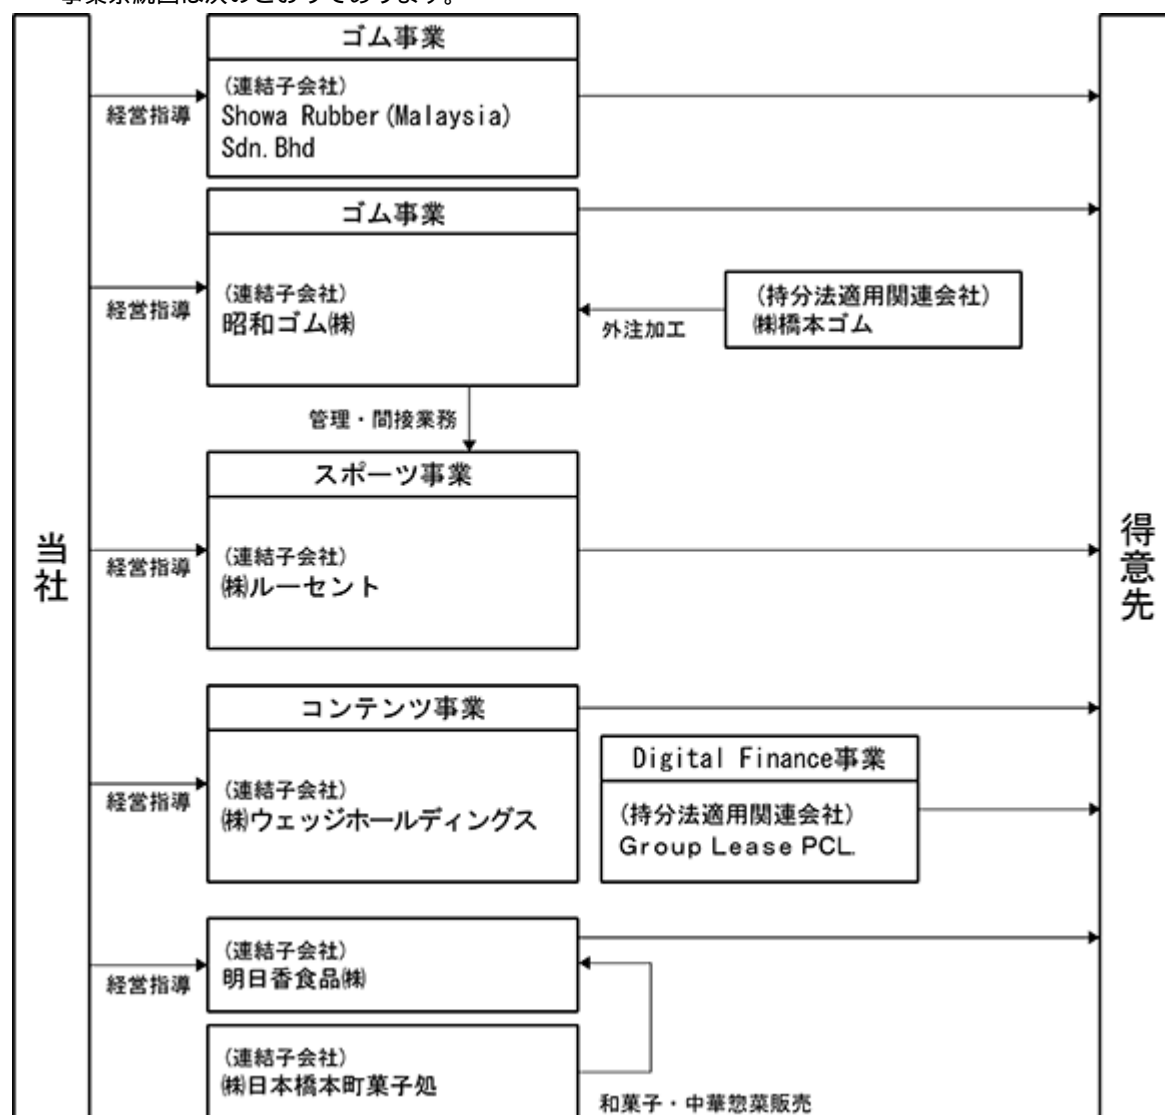 事業系統図は次のとおりであります。
当社
得意先
ゴム事業
(連結子会社)
Showa Rubber(Malaysia)
Sdn.Bhd
経営指導
ゴム事業
(連結子会社)
昭和ゴム㈱
経営指導
(持分法適用関連会社)
㈱橋本ゴム
外注加工
管理・間接業務
スポーツ事業
(連結子会社)
㈱ルーセント
経営指導
コンテンツ事業
(連結子会社)
㈱ウェッジホールディングス
経営指導
Digital Finance事業
(持分法適用関連会社)
Group Lease PCL.
(連結子会社)
明日香食品㈱
経営指導
(連結子会社)
㈱日本橋本町菓子処
和菓子・中華惣菜販売